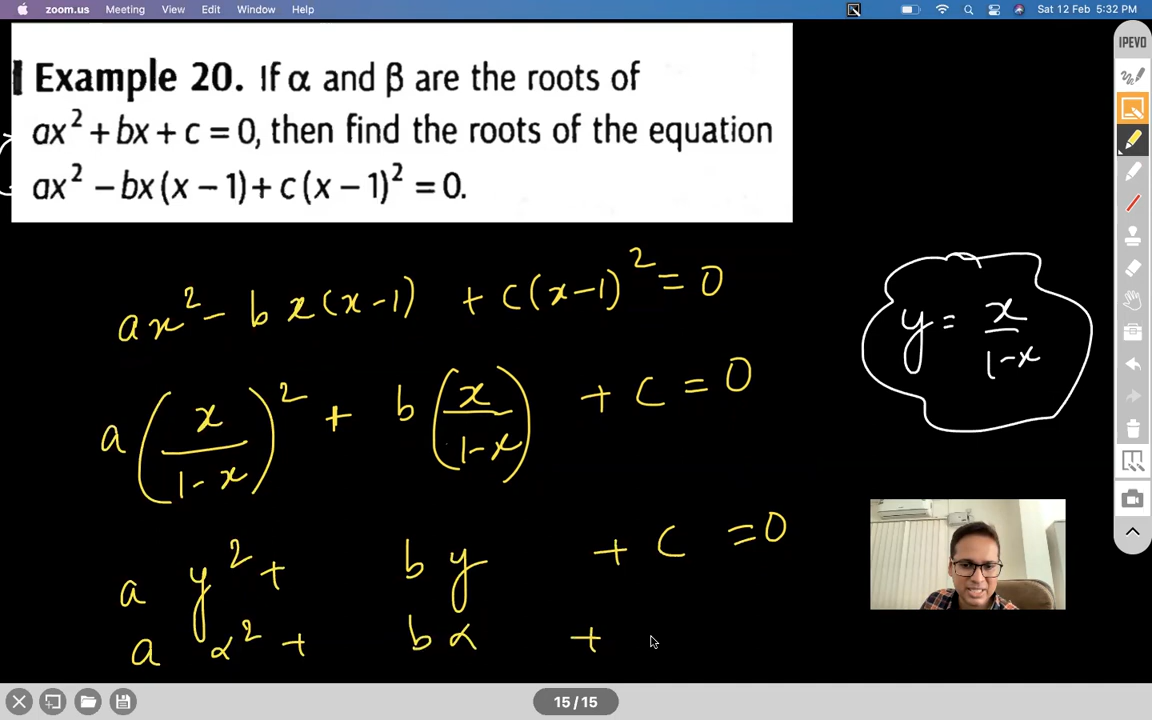 zoom.us Meeting View Edit Window Help Sat 12 Feb 5:32 PM
IPEVO
Example 20. If α and β are the roots of
ax² + bx + c = 0, then find the roots of the equation
ax² − bx(x − 1) + c(x − 1)² = 0.
ax² − bx(x−1) + c(x−1)² = 0
y = x/(1−x)
a(x/(1−x))² + b(x/(1−x)) + c = 0
a y² + b y + c = 0
a α² + b α +
15 / 15